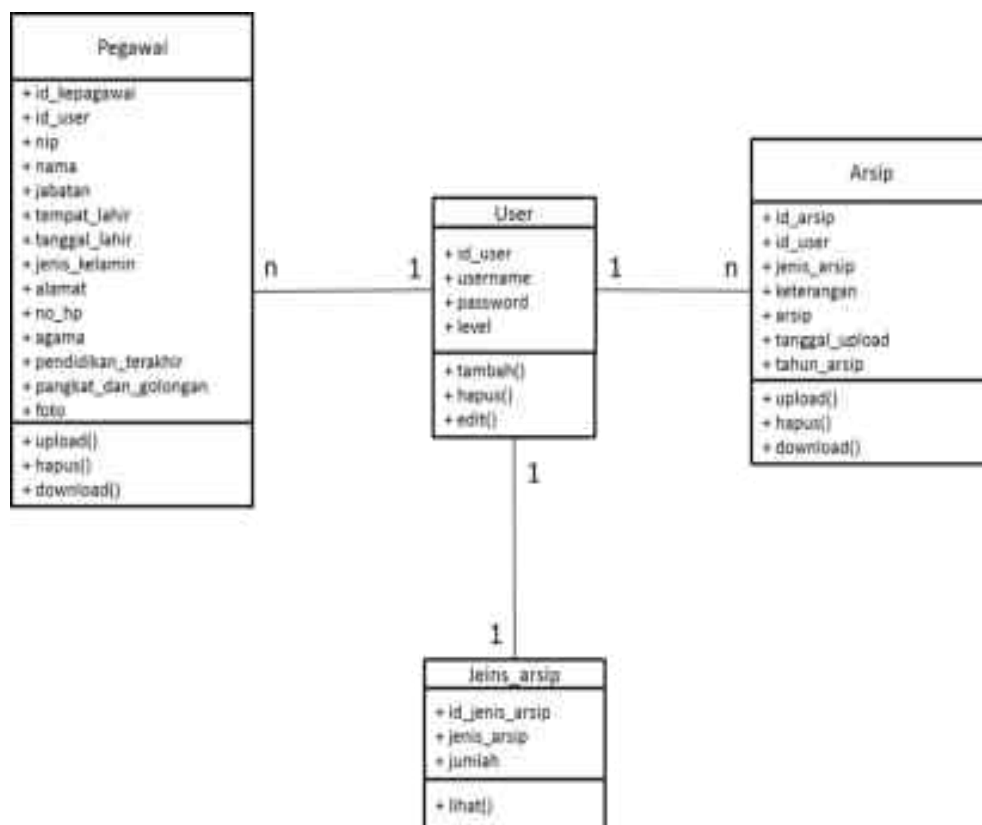 Pegawai
+ id_kepagawai
+ id_user
+ nip
+ nama
+ jabatan
+ tempat_lahir
+ tanggal_lahir
+ jenis_kelamin
+ alamat
+ no_hp
+ agama
+ pendidikan_terakhir
+ pangkat_dan_golongan
+ foto
+ upload()
+ hapus()
+ download()
n
1
User
+ id_user
+ username
+ password
+ level
+ tambah()
+ hapus()
+ edit()
1
n
Arsip
+ id_arsip
+ id_user
+ jenis_arsip
+ keterangan
+ arsip
+ tanggal_upload
+ tahun_arsip
+ upload()
+ hapus()
+ download()
1
1
Jeins_arsip
+ id_jenis_arsip
+ jenis_arsip
+ jumlah
+ lihat()